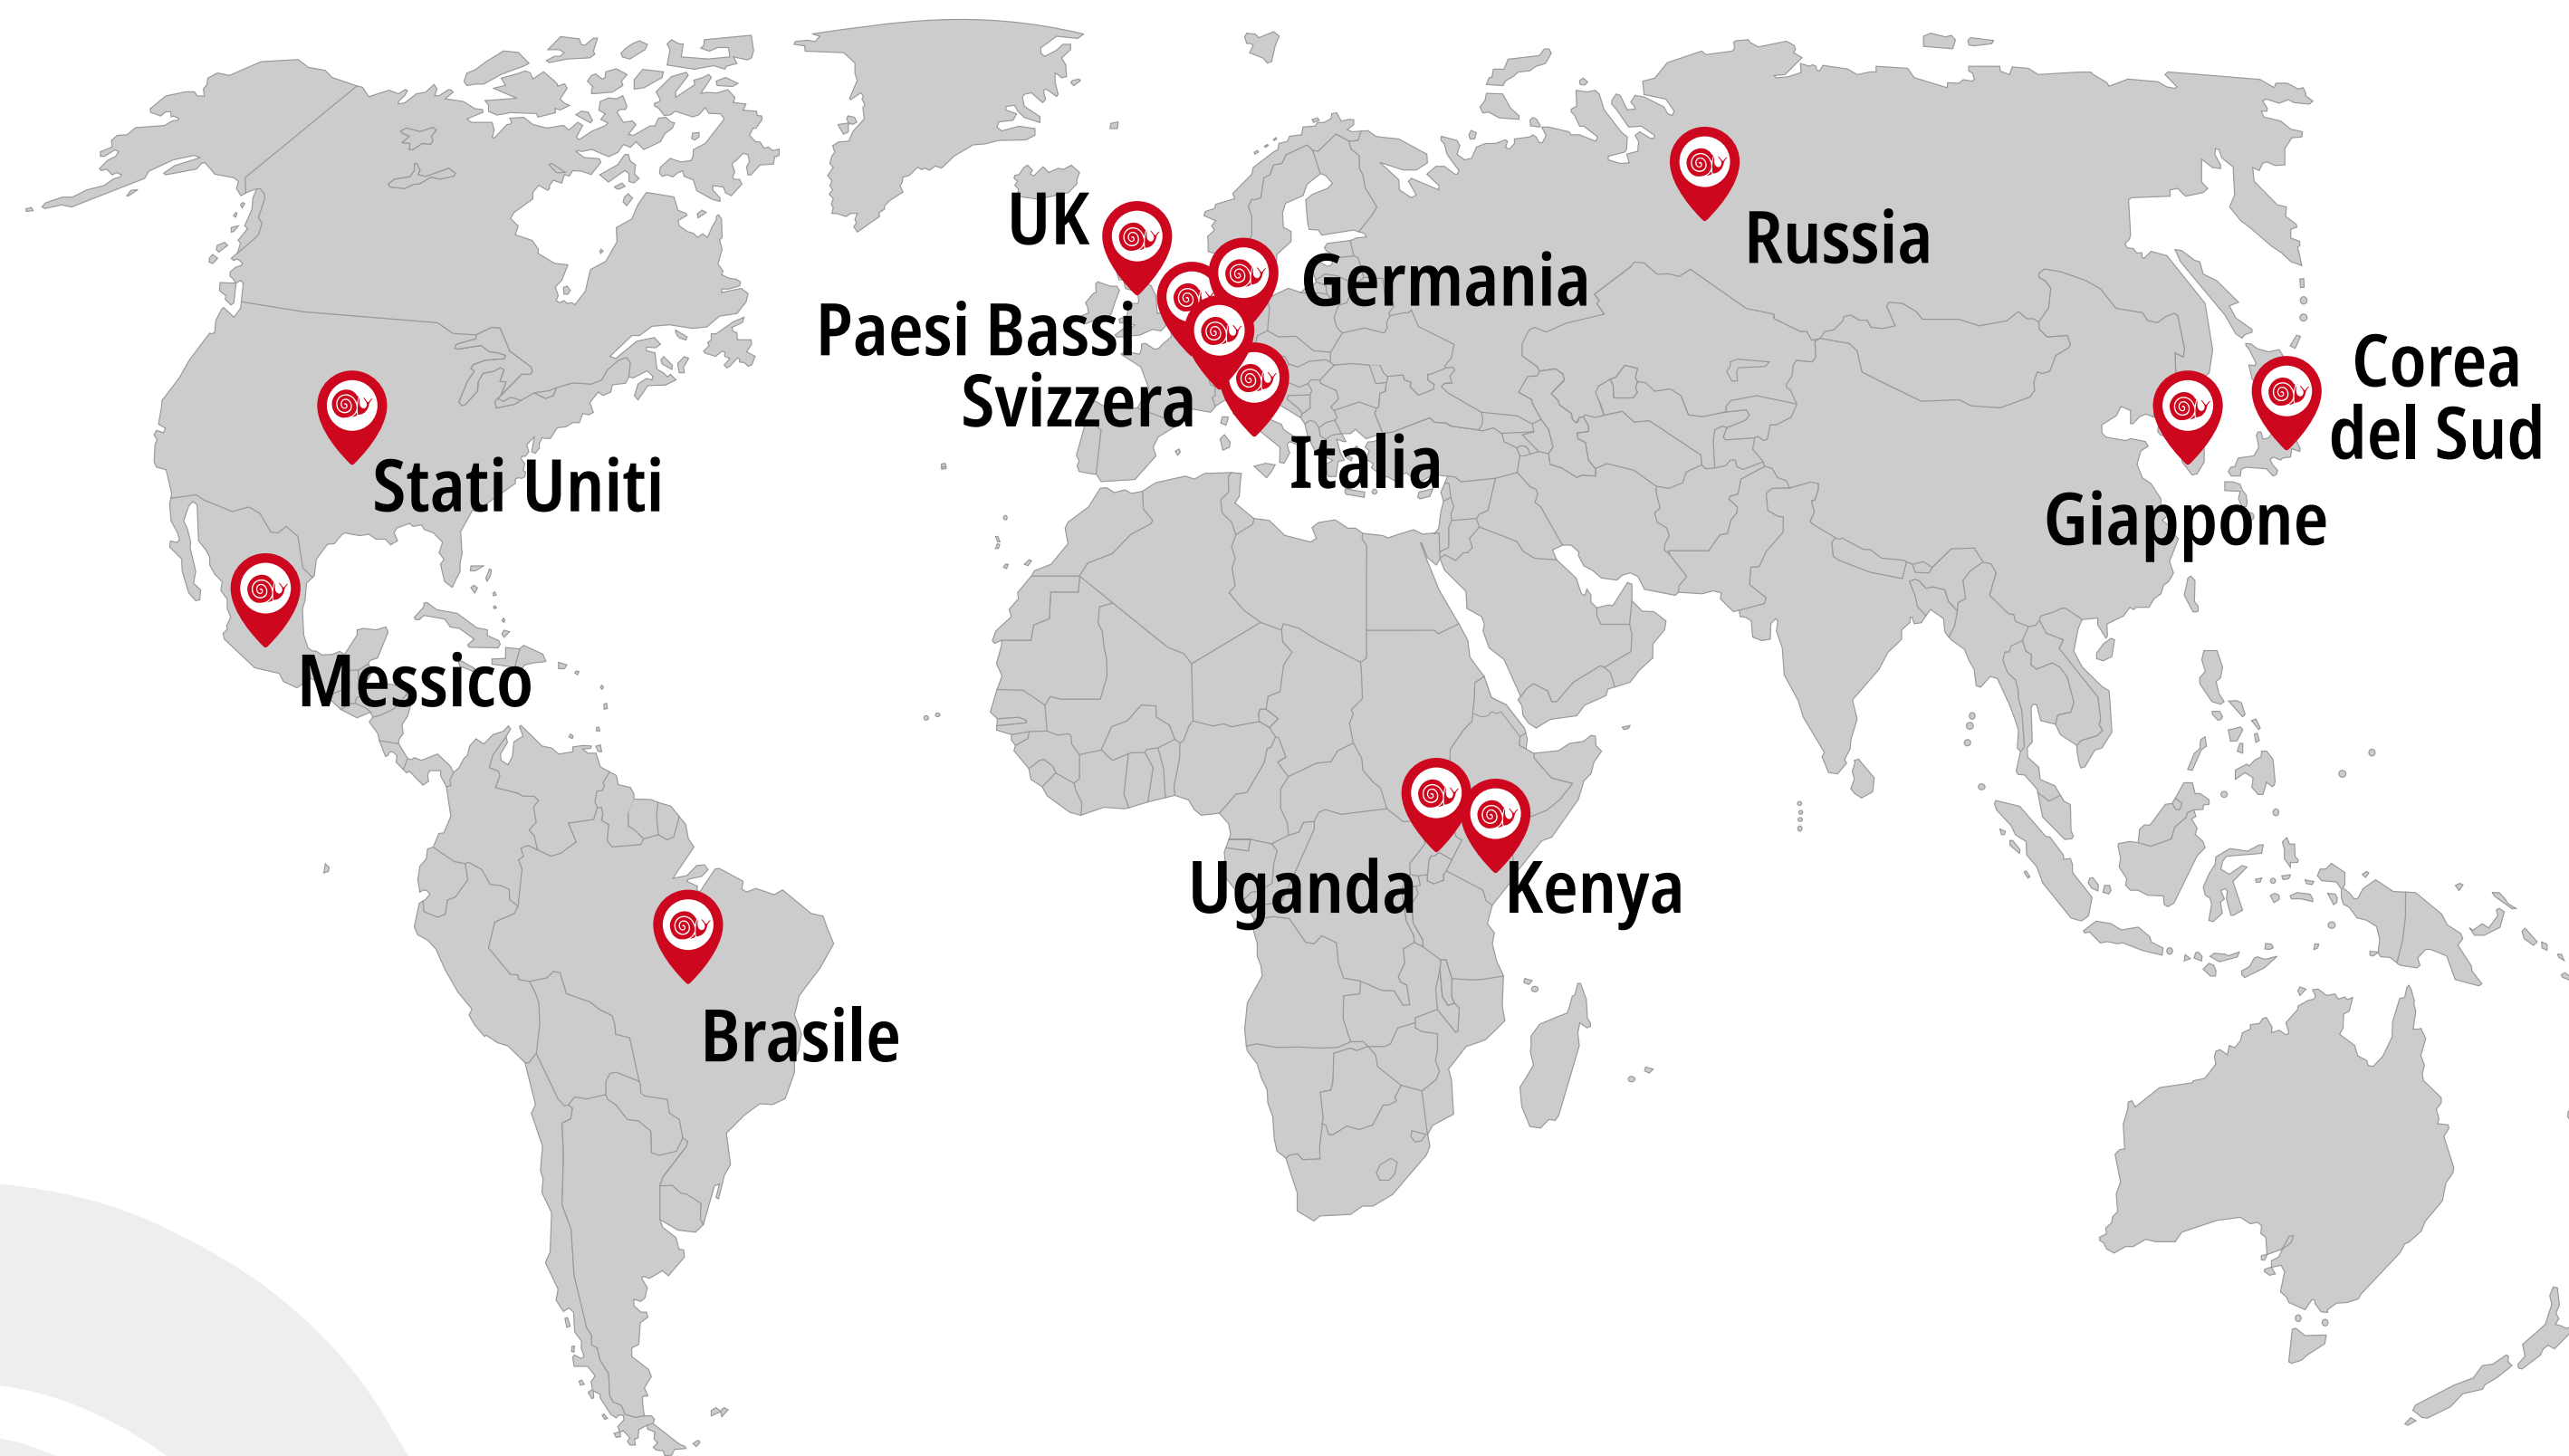 UK
Russia
Germania
Paesi Bassi
Svizzera
Italia
Corea
del Sud
Giappone
Stati Uniti
Messico
Uganda
Kenya
Brasile